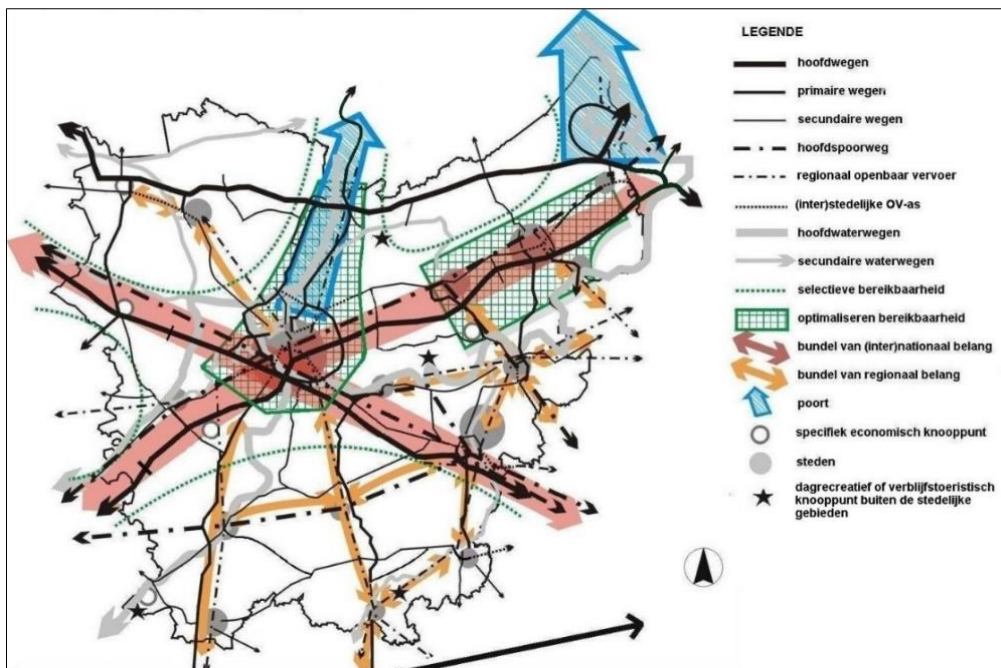 LEGENDE
hoofdwegen
primaire wegen
secundaire wegen
hoofdspoorweg
regionaal openbaar vervoer
(inter)stedelijke OV-as
hoofdwaterwegen
secundaire waterwegen
selectieve bereikbaarheid
optimaliseren bereikbaarheid
bundel van (inter)nationaal belang
bundel van regionaal belang
poort
specifiek economisch knooppunt
steden
dagrecreatief of verblijfstoeristisch
knooppunt buiten de stedelijke
gebieden